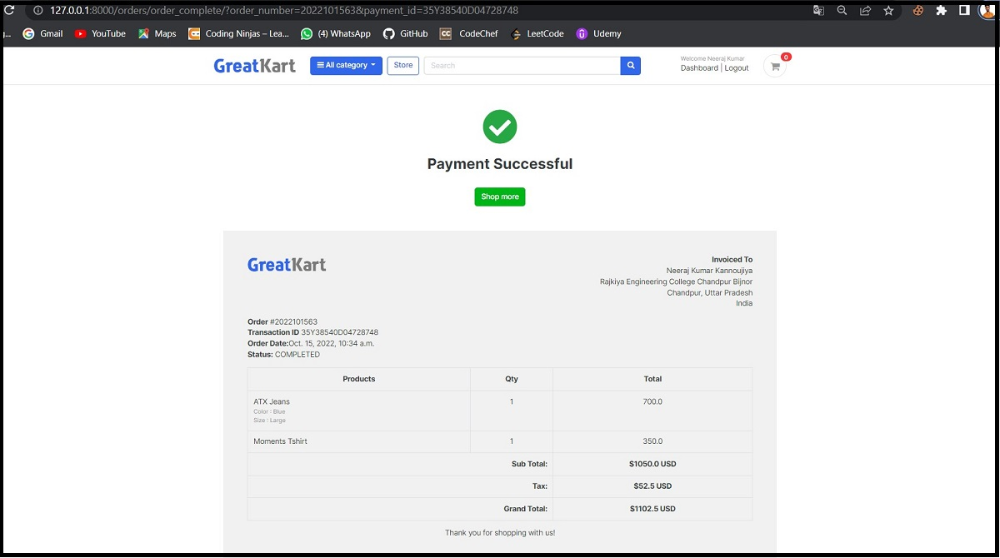 127.0.0.1:8000/orders/order_complete/?order_number=2022101563&payment_id=35Y38540D04728748
Gmail YouTube Maps Coding Ninjas – Lea... (4) WhatsApp GitHub CC CodeChef LeetCode Udemy
GreatKart All category Store Search Welcome Neeraj Kumar
Dashboard | Logout 0
Payment Successful
Shop more
GreatKart
Invoiced To
Neeraj Kumar Kannoujiya
Rajkiya Engineering College Chandpur Bijnor
Chandpur, Uttar Pradesh
India
Order #2022101563
Transaction ID 35Y38540D04728748
Order Date:Oct. 15, 2022, 10:34 a.m.
Status: COMPLETED
Products Qty Total
ATX Jeans 1 700.0
Color : Blue
Size : Large
Moments Tshirt 1 350.0
Sub Total: $1050.0 USD
Tax: $52.5 USD
Grand Total: $1102.5 USD
Thank you for shopping with us!